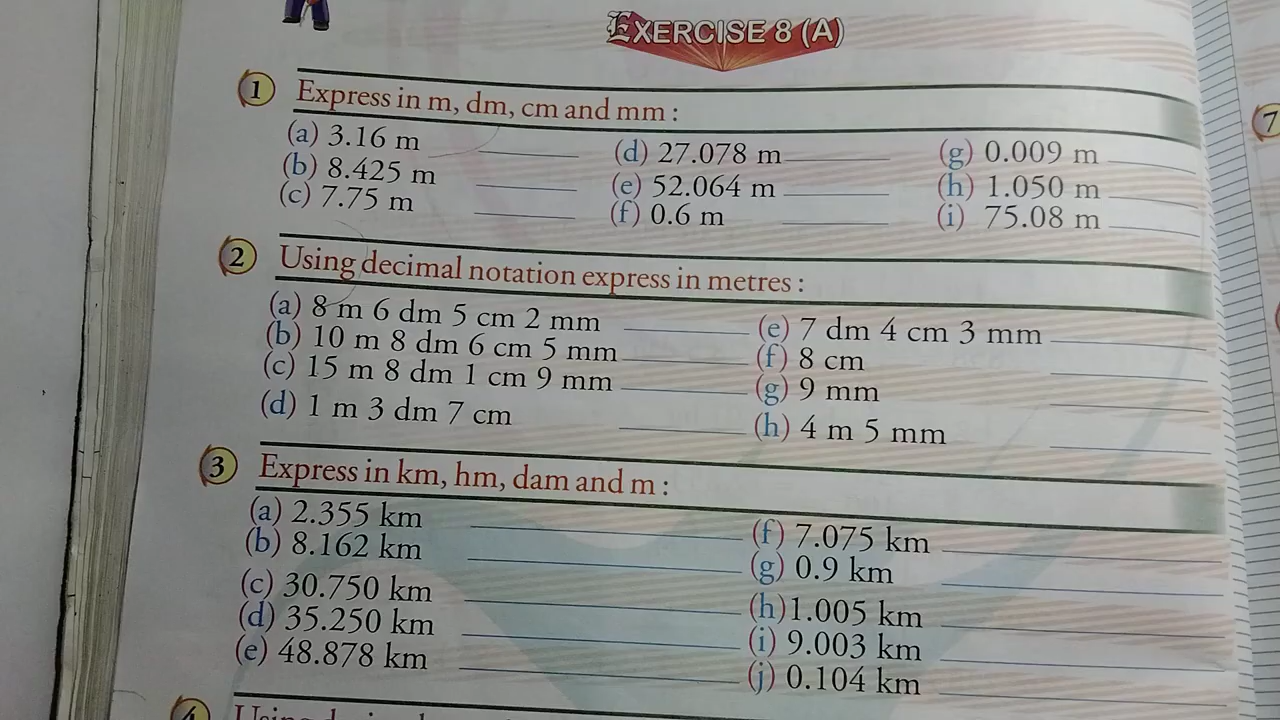 EXERCISE 8 (A)
1 Express in m, dm, cm and mm :
(a) 3.16 m
(b) 8.425 m
(c) 7.75 m
(d) 27.078 m
(e) 52.064 m
(f) 0.6 m
(g) 0.009 m
(h) 1.050 m
(i) 75.08 m
2 Using decimal notation express in metres :
(a) 8 m 6 dm 5 cm 2 mm
(b) 10 m 8 dm 6 cm 5 mm
(c) 15 m 8 dm 1 cm 9 mm
(d) 1 m 3 dm 7 cm
(e) 7 dm 4 cm 3 mm
(f) 8 cm
(g) 9 mm
(h) 4 m 5 mm
3 Express in km, hm, dam and m :
(a) 2.355 km
(b) 8.162 km
(c) 30.750 km
(d) 35.250 km
(e) 48.878 km
(f) 7.075 km
(g) 0.9 km
(h) 1.005 km
(i) 9.003 km
(j) 0.104 km
4 Using
7